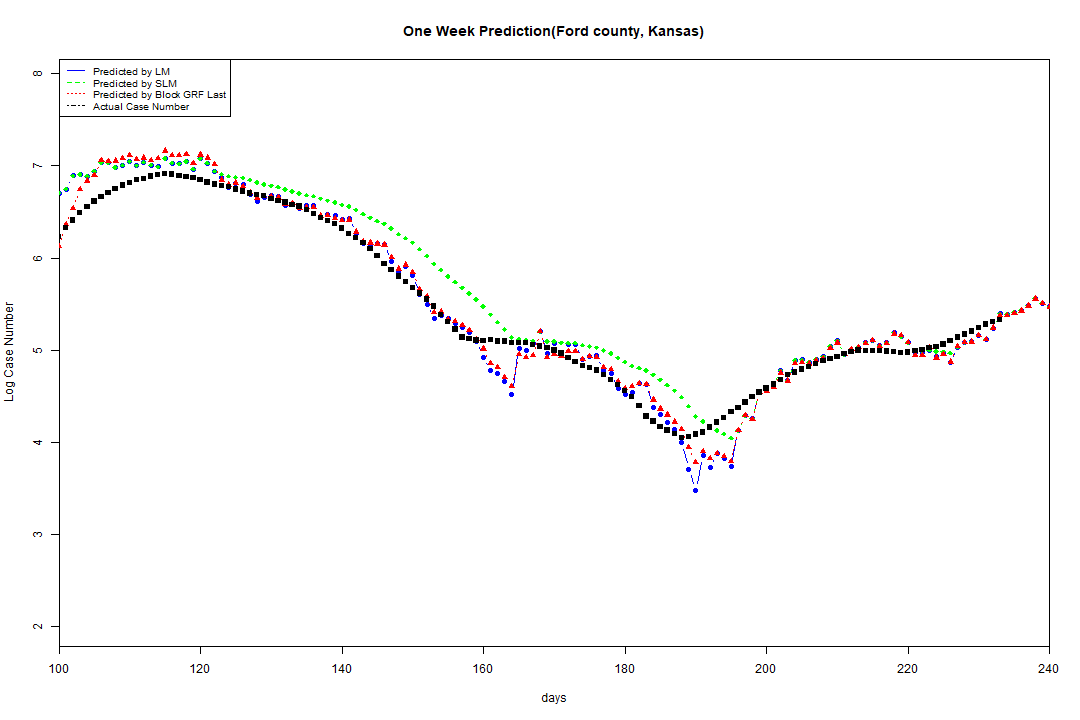 One Week Prediction(Ford county, Kansas)
Predicted by LM
Predicted by SLM
Predicted by Block GRF Last
Actual Case Number
8
7
6
5
4
3
2
Log Case Number
100 120 140 160 180 200 220 240
days